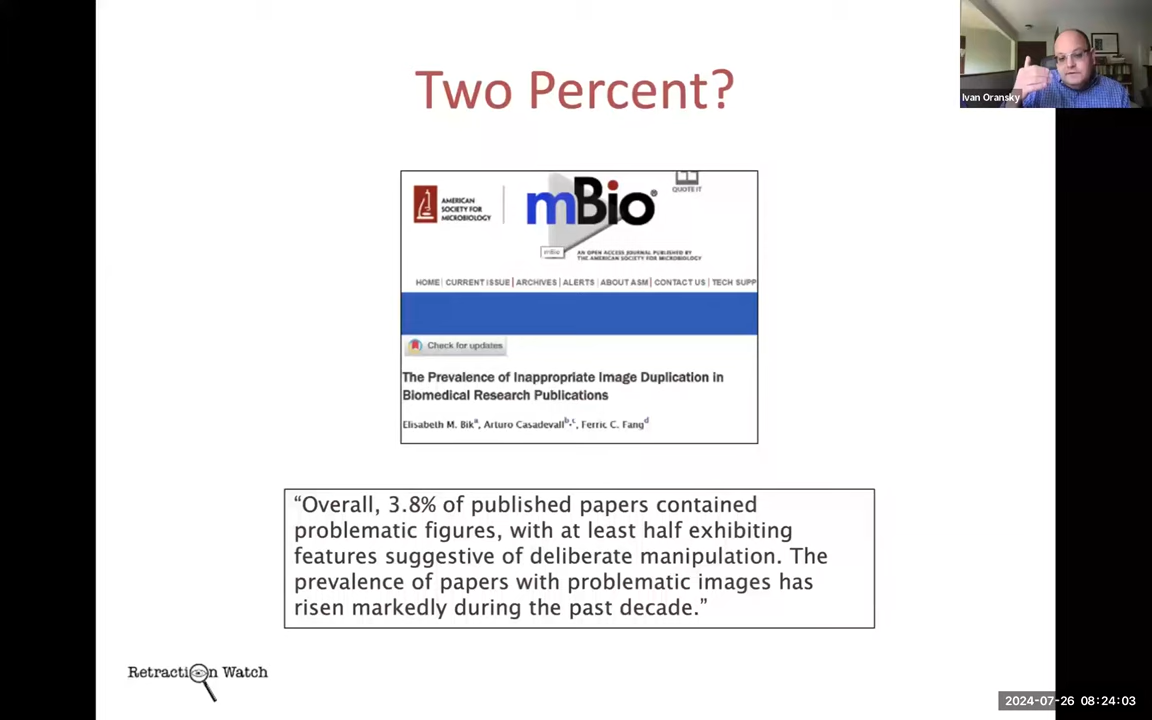 Two Percent?
Ivan Oransky
AMERICAN
SOCIETY FOR
MICROBIOLOGY
mBio®
QUOTE IT
mBio
AN OPEN ACCESS JOURNAL PUBLISHED BY
THE AMERICAN SOCIETY FOR MICROBIOLOGY
HOME | CURRENT ISSUE | ARCHIVES | ALERTS | ABOUT ASM | CONTACT US | TECH SUPP
Check for updates
The Prevalence of Inappropriate Image Duplication in
Biomedical Research Publications
Elisabeth M. Bikᵃ, Arturo Casadevallᵇ,ᶜ, Ferric C. Fangᵈ
“Overall, 3.8% of published papers contained
problematic figures, with at least half exhibiting
features suggestive of deliberate manipulation. The
prevalence of papers with problematic images has
risen markedly during the past decade.”
Retraction Watch
2024-07-26 08:24:03